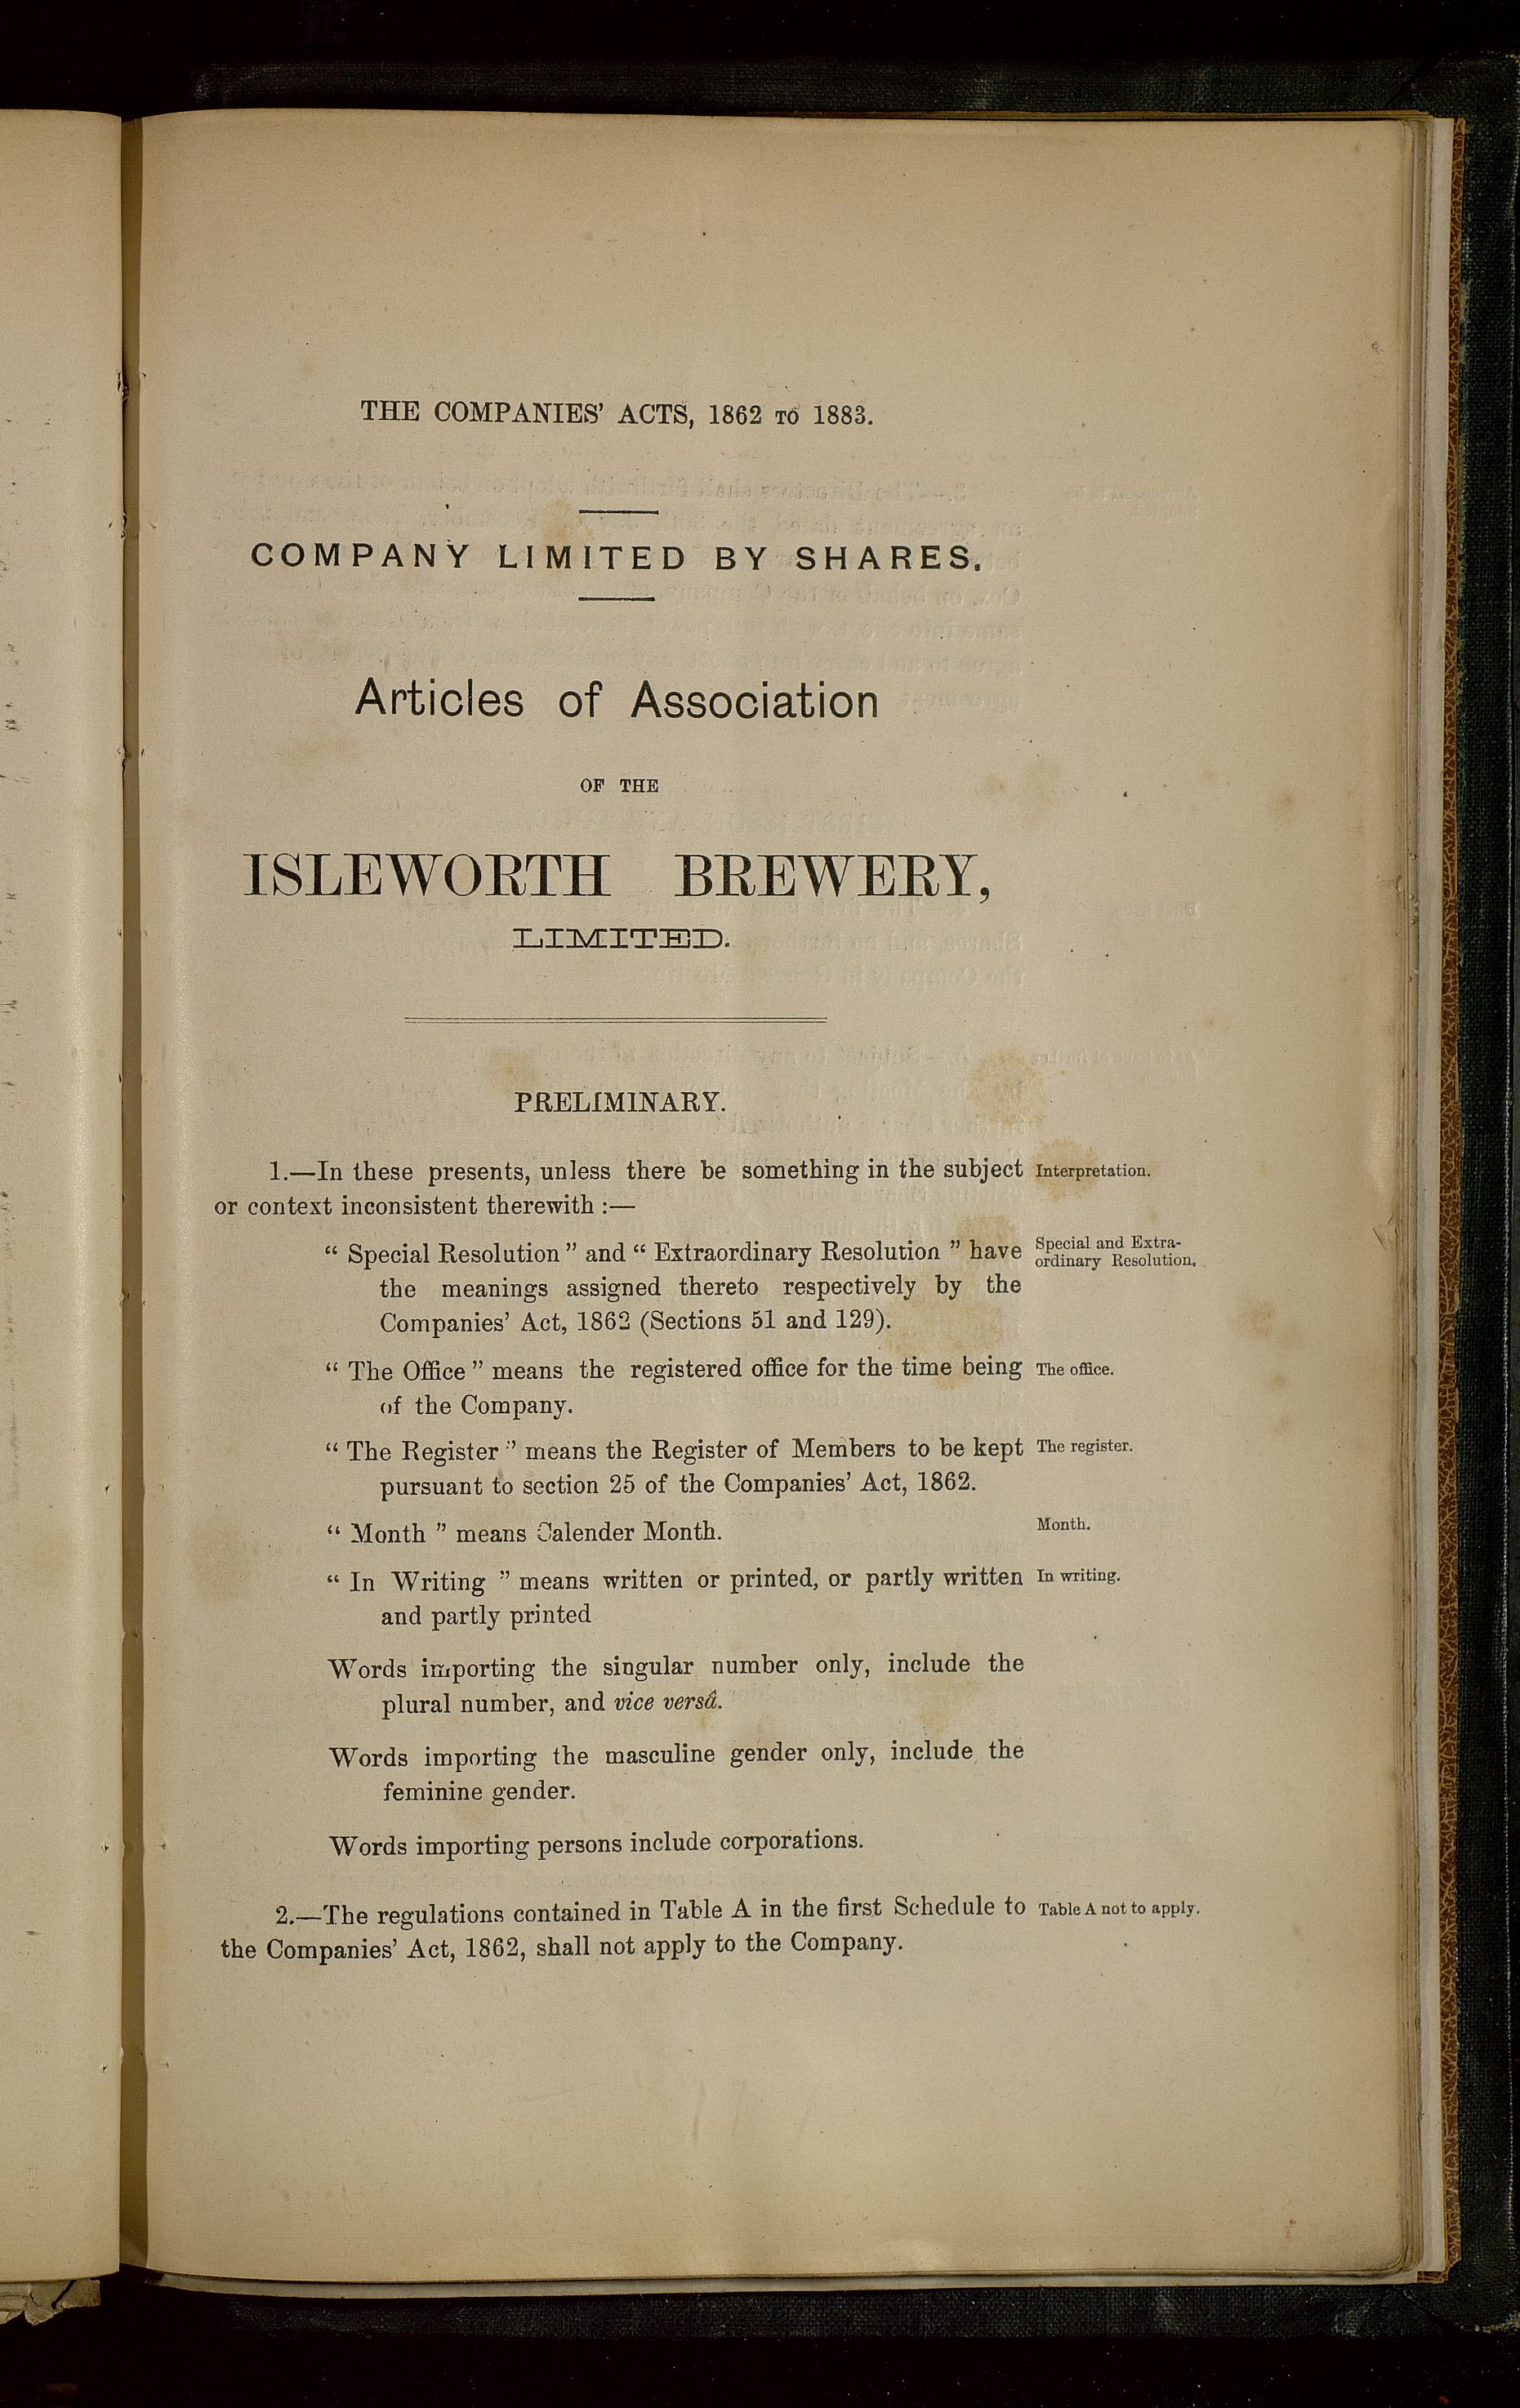 THE COMPANIES' ACTS, 1862 TO 1883.
COMPANY LIMITED BY SHARES.
Articles of Association
OF THE
ISLEWORTH BREWERY,
LIMITED.
PRELIMINARY.
1.—In these presents, unless there be something in the subject Interpretation.
or context inconsistent therewith :—
“ Special Resolution ” and “ Extraordinary Resolution ” have Special and Extra-
ordinary Resolution.
the meanings assigned thereto respectively by the
Companies' Act, 1862 (Sections 51 and 129).
“ The Office ” means the registered office for the time being The office.
of the Company.
“ The Register ” means the Register of Members to be kept The register.
pursuant to section 25 of the Companies' Act, 1862.
“ Month ” means Calender Month. Month.
“ In Writing ” means written or printed, or partly written In writing.
and partly printed
Words importing the singular number only, include the
plural number, and vice versâ.
Words importing the masculine gender only, include the
feminine gender.
Words importing persons include corporations.
2.—The regulations contained in Table A in the first Schedule to Table A not to apply.
the Companies' Act, 1862, shall not apply to the Company.